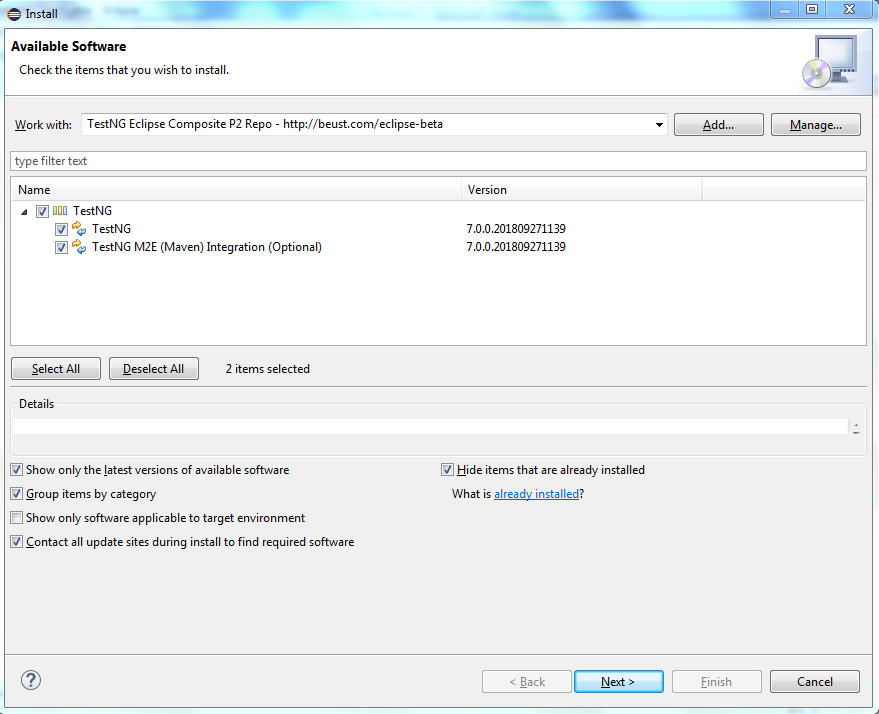 Install
Available Software
Check the items that you wish to install.
Work with: TestNG Eclipse Composite P2 Repo - http://beust.com/eclipse-beta Add... Manage...
type filter text
Name Version
TestNG
TestNG 7.0.0.201809271139
TestNG M2E (Maven) Integration (Optional) 7.0.0.201809271139
Select All Deselect All 2 items selected
Details
Show only the latest versions of available software Hide items that are already installed
Group items by category What is already installed?
Show only software applicable to target environment
Contact all update sites during install to find required software
? < Back Next > Finish Cancel